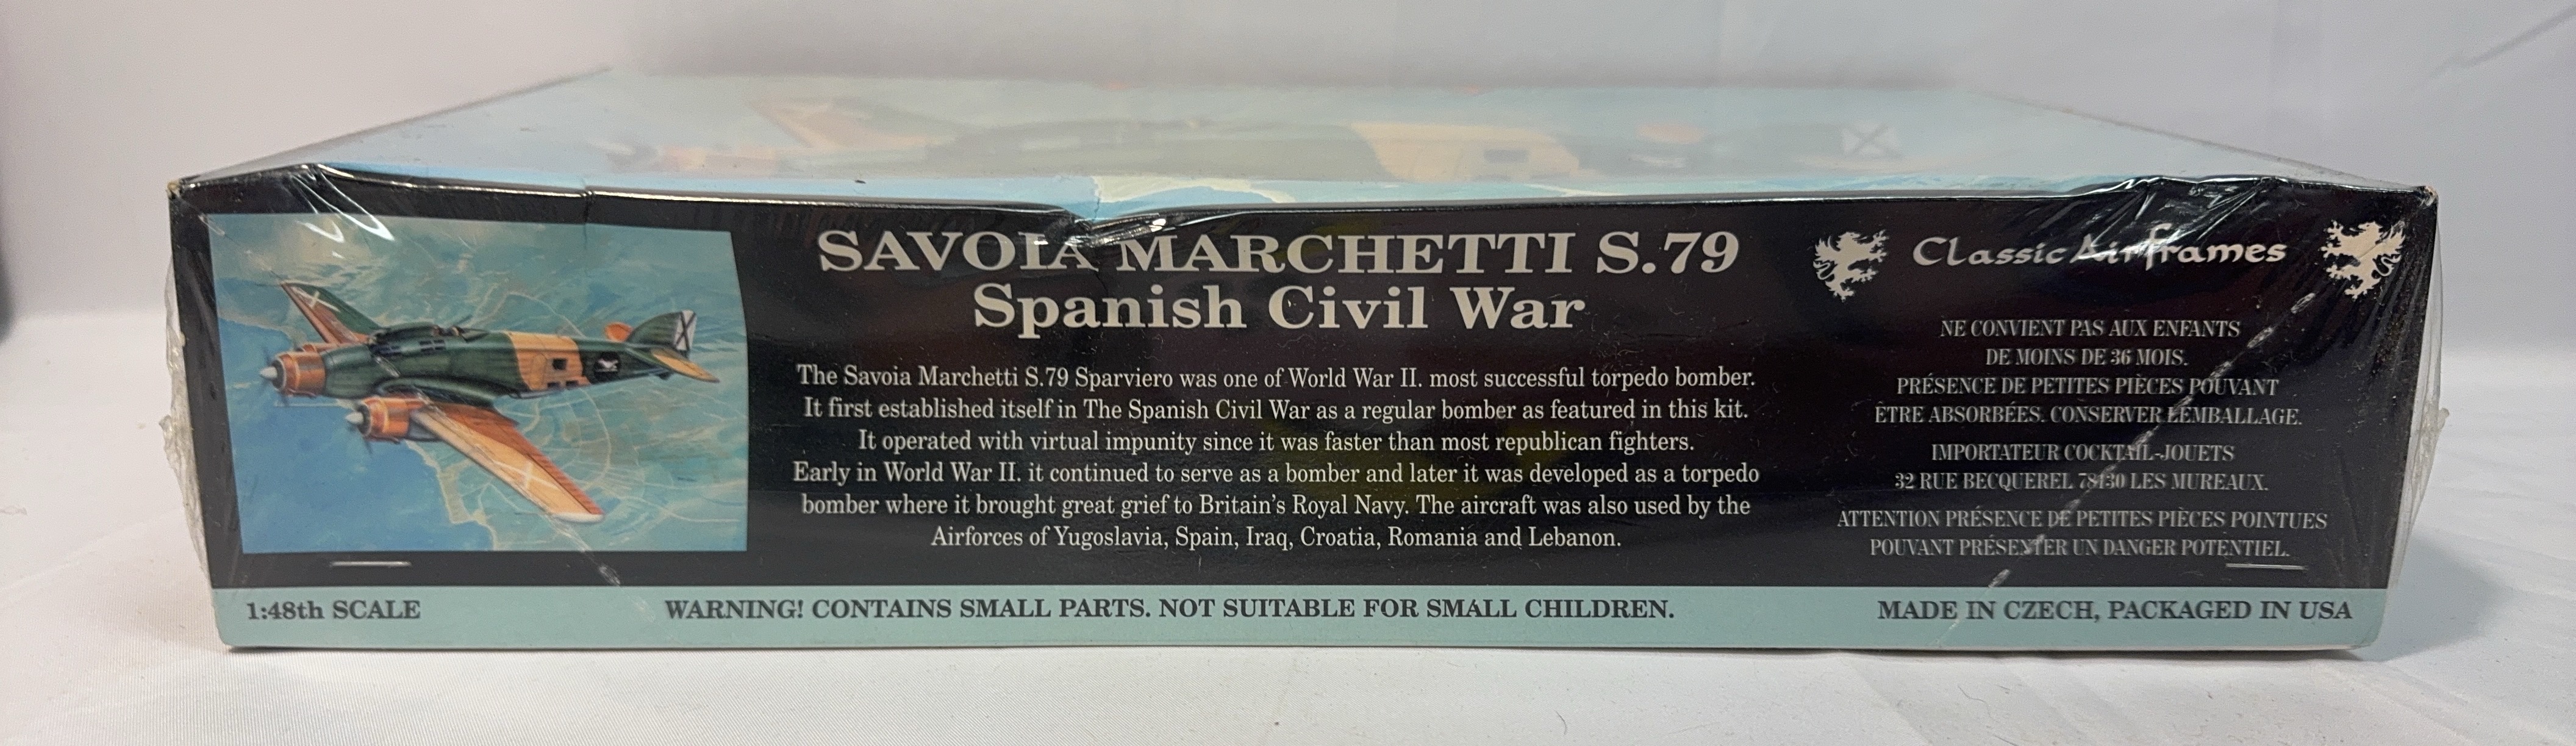 SAVOIA MARCHETTI S.79
Spanish Civil War
The Savoia Marchetti S.79 Sparviero was one of World War II. most successful torpedo bomber.
It first established itself in The Spanish Civil War as a regular bomber as featured in this kit.
It operated with virtual impunity since it was faster than most republican fighters.
Early in World War II. it continued to serve as a bomber and later it was developed as a torpedo
bomber where it brought great grief to Britain's Royal Navy. The aircraft was also used by the
Airforces of Yugoslavia, Spain, Iraq, Croatia, Romania and Lebanon.
Classic Airframes
NE CONVIENT PAS AUX ENFANTS
DE MOINS DE 36 MOIS.
PRÉSENCE DE PETITES PIÈCES POUVANT
ETRE ABSORBÉES. CONSERVER LEMBALLAGE.
IMPORTATEUR COCKTAIL-JOUETS
32 RUE BECQUEREL 78130 LES MUREAUX.
ATTENTION PRÉSENCE DE PETITES PIÈCES POINTUES
POUVANT PRÉSENTER UN DANGER POTENTIEL.
1:48th SCALE
WARNING! CONTAINS SMALL PARTS. NOT SUITABLE FOR SMALL CHILDREN.
MADE IN CZECH, PACKAGED IN USA